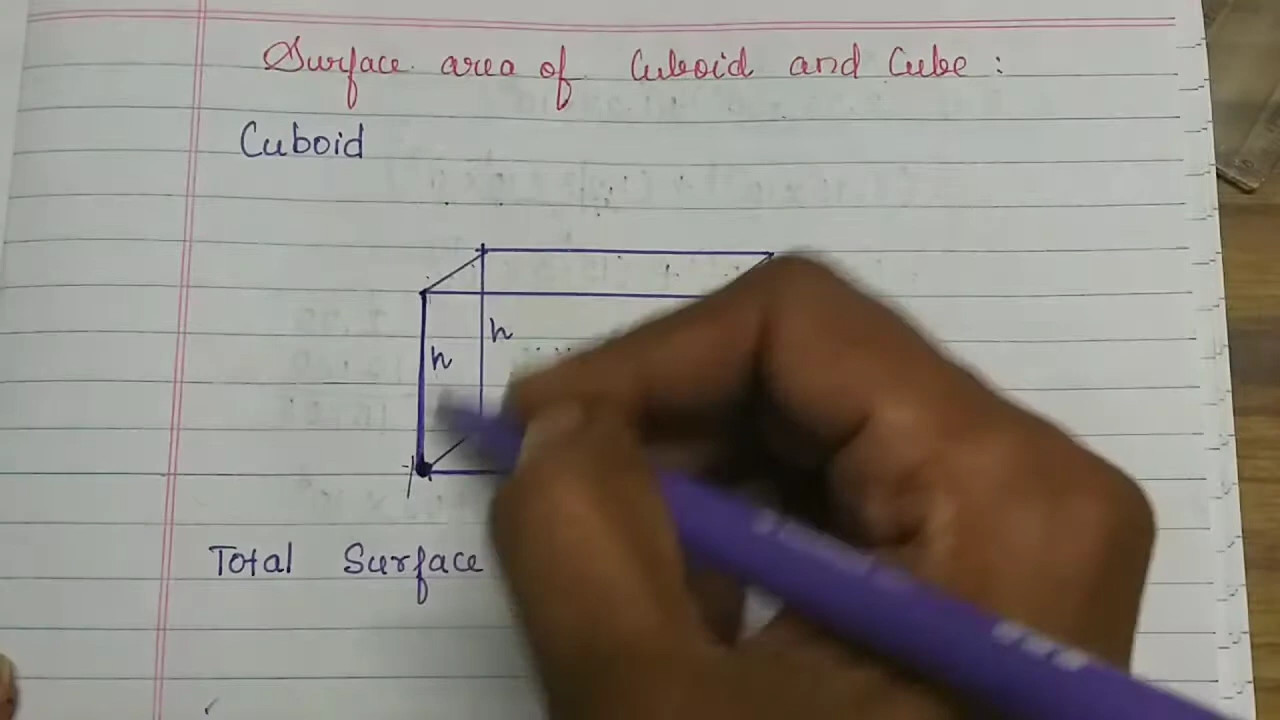 Surface area of Cuboid and Cube :
Cuboid
h
h
Total Surface